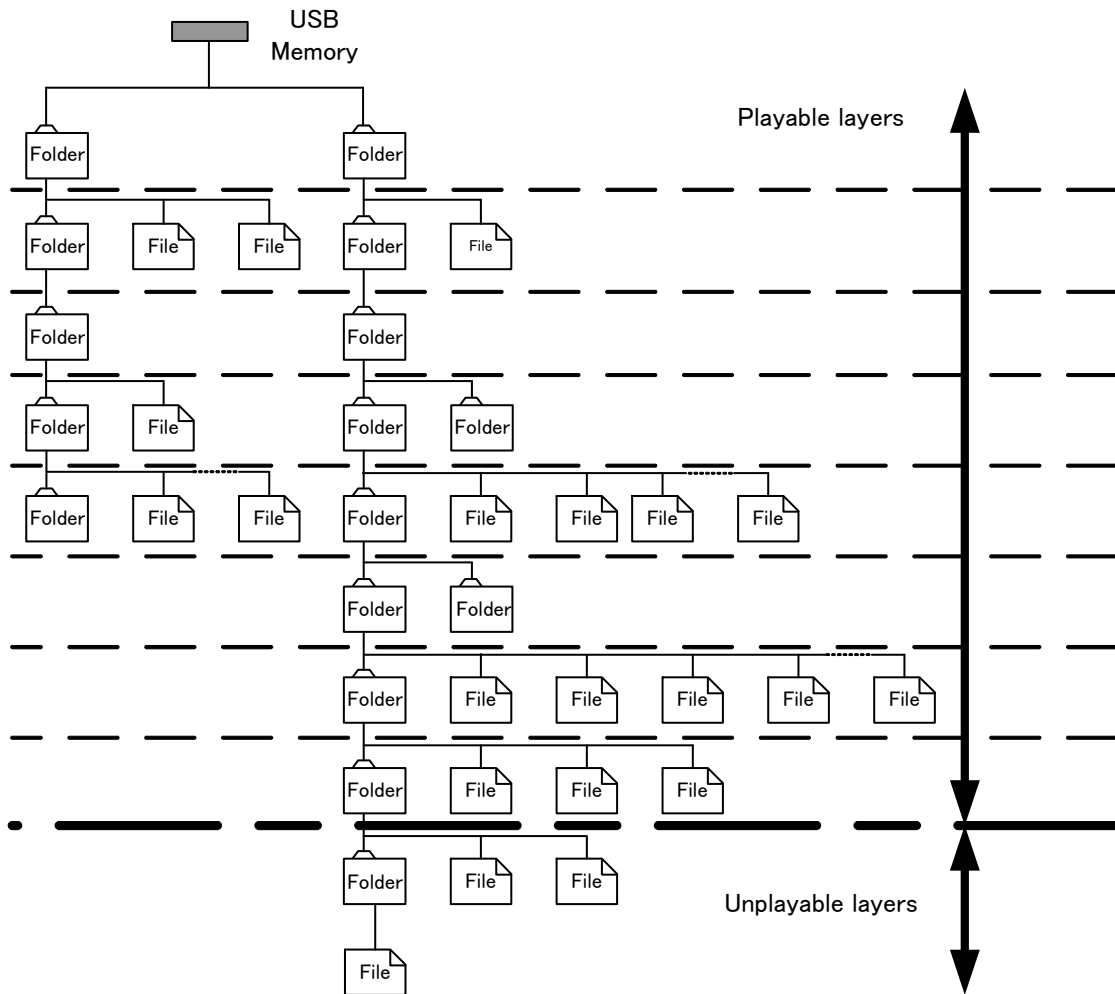 USB
Memory
Playable layers
Folder Folder
Folder File File Folder File
Folder Folder
Folder File Folder Folder
Folder File File Folder File File File File
Folder Folder
Folder File File File File File
Folder File File File
Folder File File
Unplayable layers
File